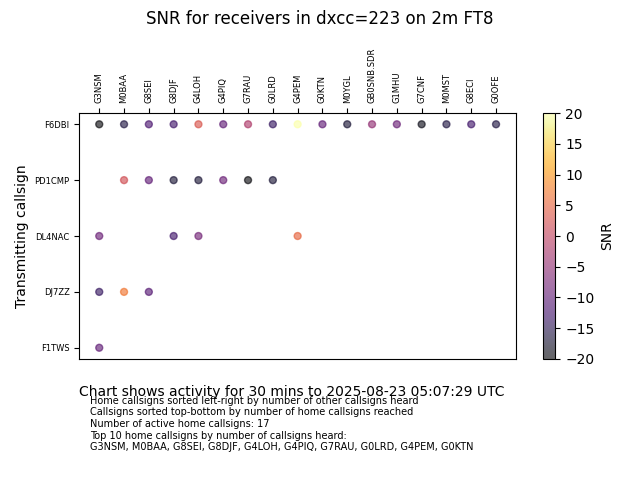 SNR for receivers in dxcc=223 on 2m FT8
G3NSM M0BAA G8SEI G8DJF G4LOH G4PIQ G7RAU G0LRD G4PEM G0KTN M0YGL GB0SNB.SDR G1MHU G7CNF M0MST G8ECI G0OFE
F6DBI
PD1CMP
DL4NAC
DJ7ZZ
F1TWS
Transmitting callsign
20
15
10
5
0
−5
−10
−15
−20
SNR
Chart shows activity for 30 mins to 2025-08-23 05:07:29 UTC
Home callsigns sorted left-right by number of other callsigns heard
Callsigns sorted top-bottom by number of home callsigns reached
Number of active home callsigns: 17
Top 10 home callsigns by number of callsigns heard:
G3NSM, M0BAA, G8SEI, G8DJF, G4LOH, G4PIQ, G7RAU, G0LRD, G4PEM, G0KTN